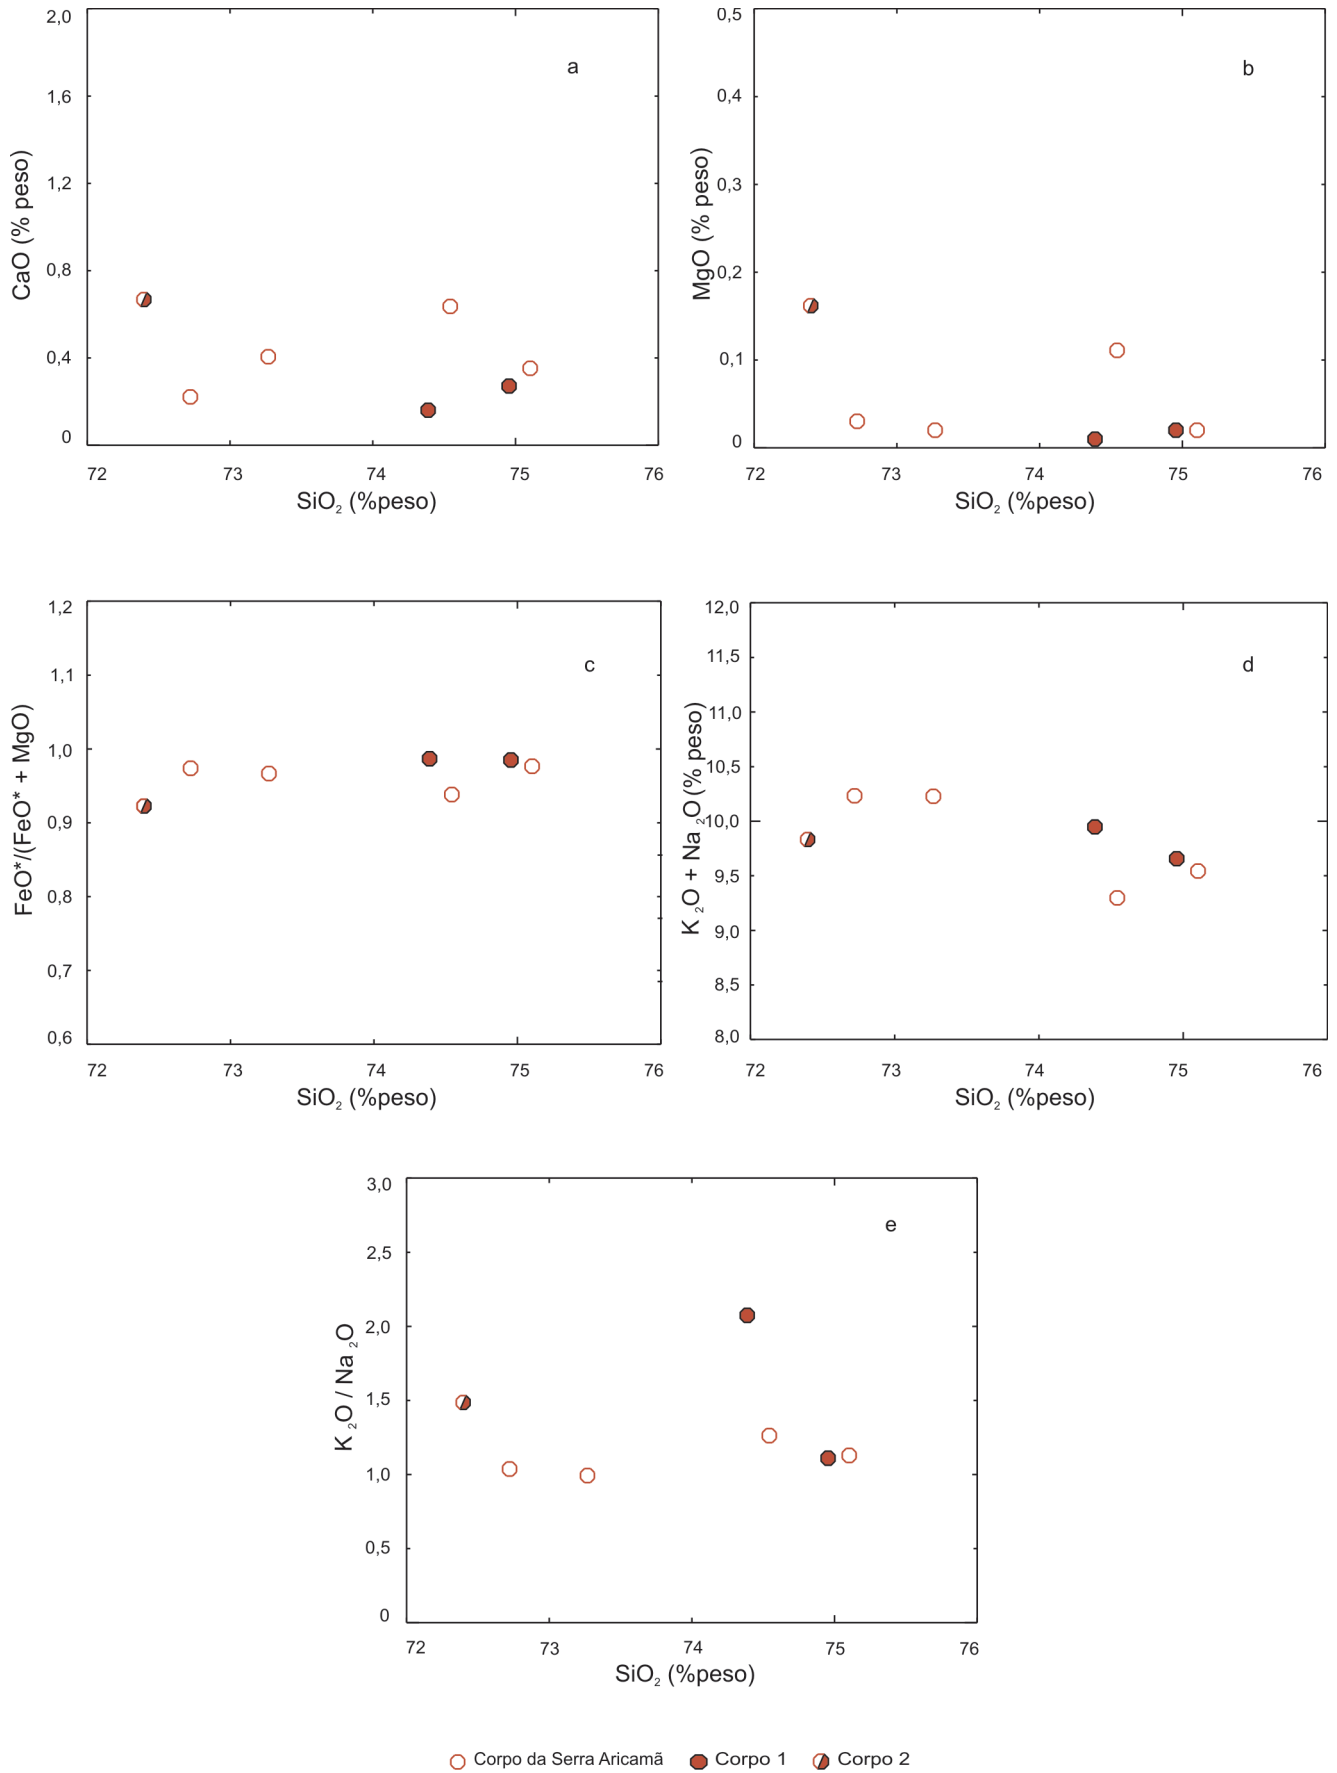 2,0
1,6
1,2
0,8
0,4
0
CaO (% peso)
a
72 73 74 75 76
SiO₂ (%peso)
0,5
0,4
0,3
0,2
0,1
0
MgO (% peso)
b
72 73 74 75 76
SiO₂ (%peso)
1,2
1,1
1,0
0,9
0,8
0,7
0,6
FeO*/(FeO* + MgO)
c
72 73 74 75 76
SiO₂ (%peso)
12,0
11,5
11,0
10,5
10,0
9,5
9,0
8,5
8,0
K₂O + Na₂O (% peso)
d
72 73 74 75 76
SiO₂ (%peso)
3,0
2,5
2,0
1,5
1,0
0,5
0
K₂O / Na₂O
e
72 73 74 75 76
SiO₂ (%peso)
Corpo da Serra Aricamã Corpo 1 Corpo 2